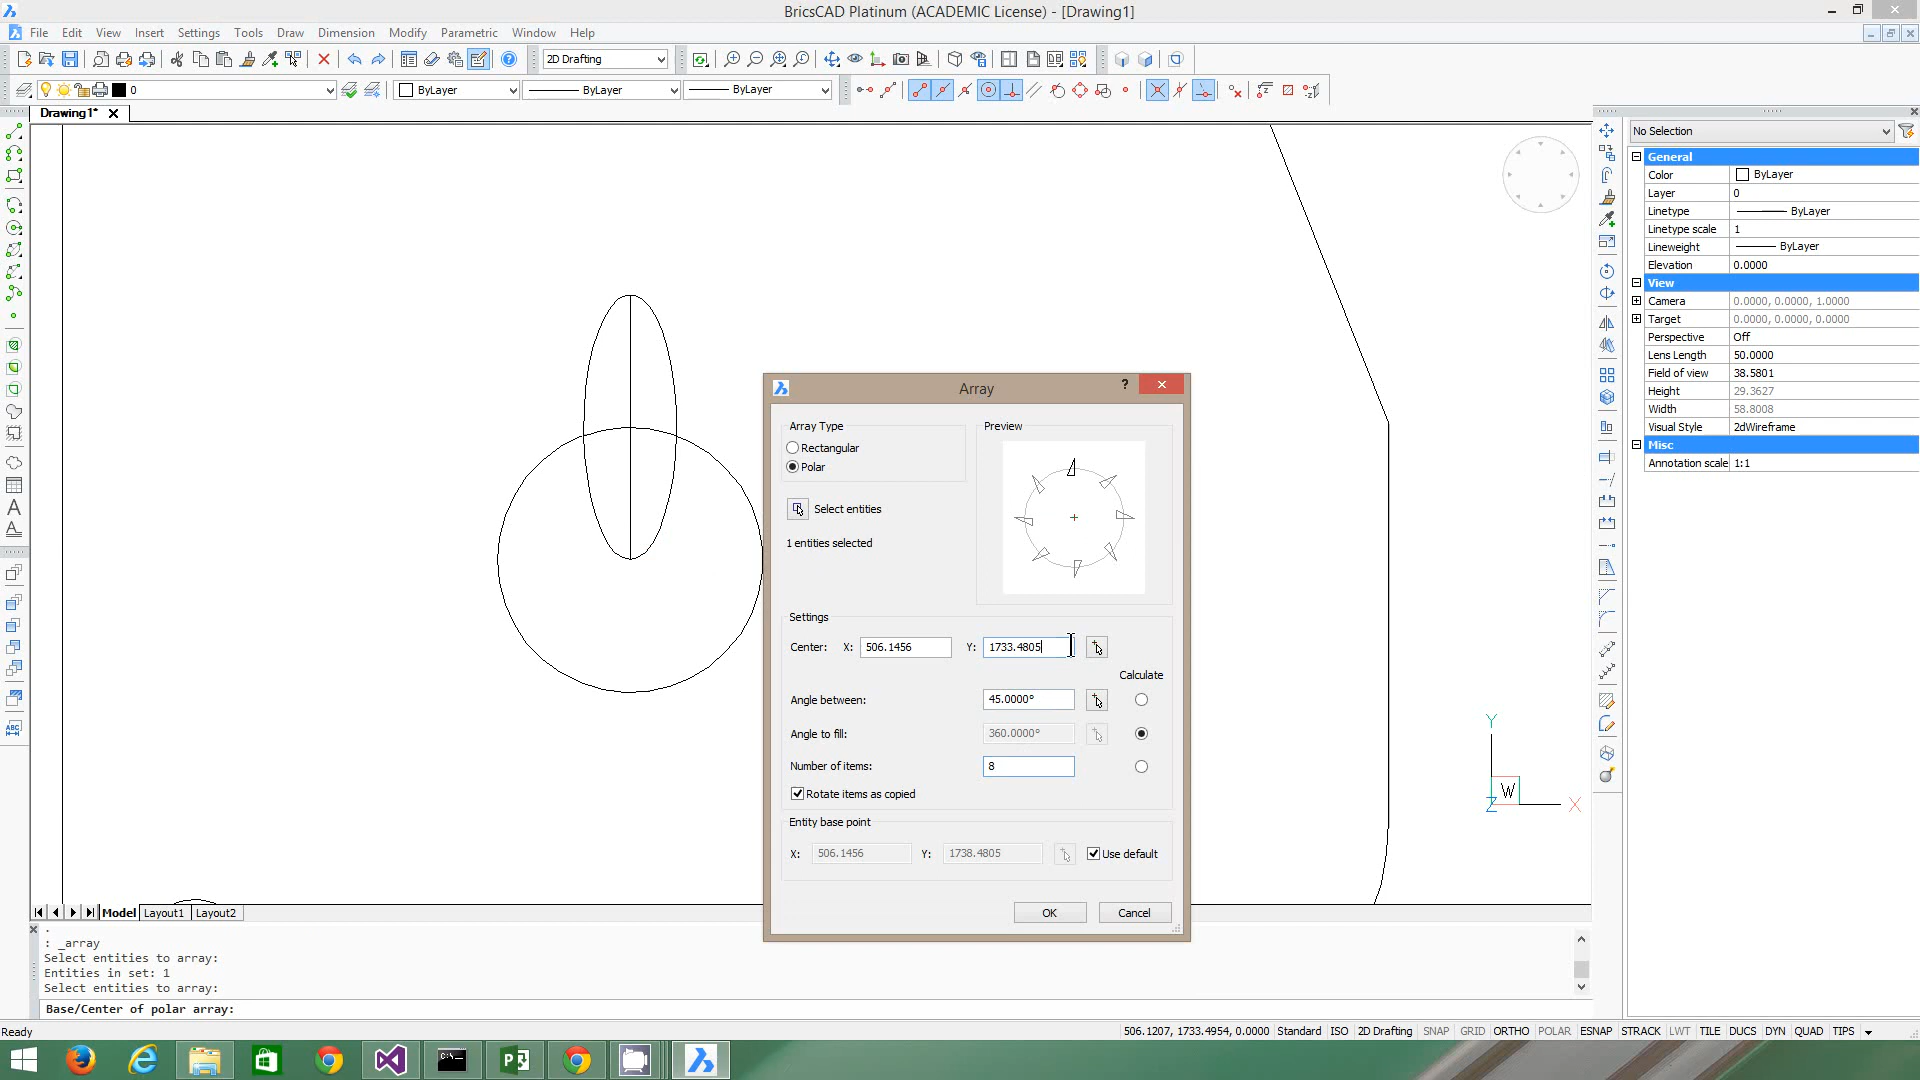 BricsCAD Platinum (ACADEMIC License) - [Drawing1]
File Edit View Insert Settings Tools Draw Dimension Modify Parametric Window Help
2D Drafting
0
ByLayer
ByLayer
ByLayer
Drawing1*
No Selection
General
Color ByLayer
Layer 0
Linetype ByLayer
Linetype scale 1
Lineweight ByLayer
Elevation 0.0000
View
Camera 0.0000, 0.0000, 1.0000
Target 0.0000, 0.0000, 0.0000
Perspective Off
Lens Length 50.0000
Field of view 38.5801
Height 29.3627
Width 58.8008
Visual Style 2dWireframe
Misc
Annotation scale 1:1
Array
?
Array Type
Rectangular
Polar
Preview
Select entities
1 entities selected
Settings
Center: X: 506.1456 Y: 1733.4805
Calculate
Angle between: 45.0000°
Angle to fill: 360.0000°
Number of items: 8
Rotate items as copied
Entity base point
X: 506.1456 Y: 1738.4805 Use default
OK Cancel
Y
W
Z X
Model Layout1 Layout2
:
: _array
Select entities to array:
Entities in set: 1
Select entities to array:
Base/Center of polar array:
Ready
506.1207, 1733.4954, 0.0000 Standard ISO 2D Drafting SNAP GRID ORTHO POLAR ESNAP STRACK LWT TILE DUCS DYN QUAD TIPS